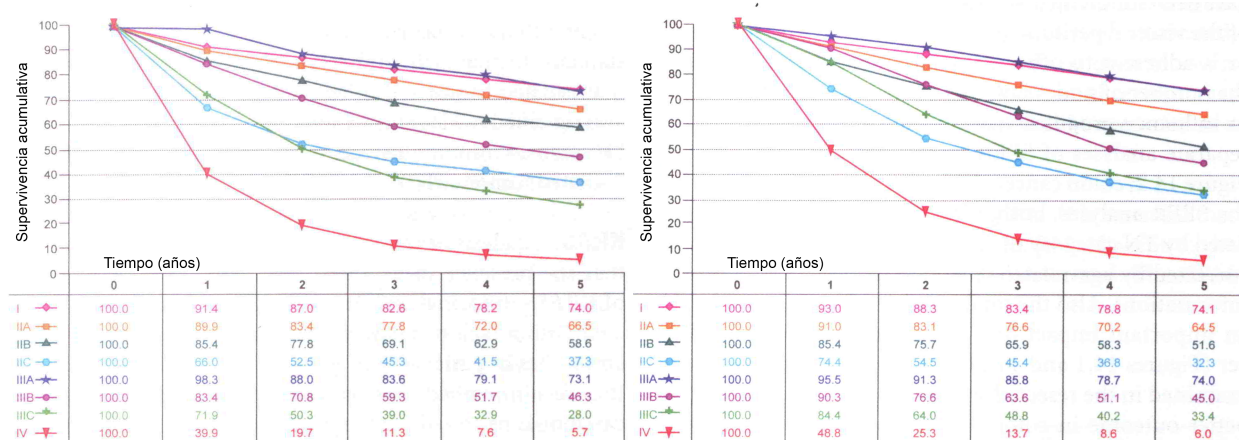 Supervivencia acumulativa
100
90
80
70
60
50
40
30
20
10
0
Tiempo (años)
0 1 2 3 4 5
I 100.0 91.4 87.0 82.6 78.2 74.0
IIA 100.0 89.9 83.4 77.8 72.0 66.5
IIB 100.0 85.4 77.8 69.1 62.9 58.6
IIC 100.0 66.0 52.5 45.3 41.5 37.3
IIIA 100.0 98.3 88.0 83.6 79.1 73.1
IIIB 100.0 83.4 70.8 59.3 51.7 46.3
IIIC 100.0 71.9 50.3 39.0 32.9 28.0
IV 100.0 39.9 19.7 11.3 7.6 5.7
Supervivencia acumulativa
100
90
80
70
60
50
40
30
20
10
0
Tiempo (años)
0 1 2 3 4 5
I 100.0 93.0 88.3 83.4 78.8 74.1
IIA 100.0 91.0 83.1 76.6 70.2 64.5
IIB 100.0 85.4 75.7 65.9 58.3 51.6
IIC 100.0 74.4 54.5 45.4 36.8 32.3
IIIA 100.0 95.5 91.3 85.8 78.7 74.0
IIIB 100.0 90.3 76.6 63.6 51.1 45.0
IIIC 100.0 84.4 64.0 48.8 40.2 33.4
IV 100.0 48.8 25.3 13.7 8.6 6.0